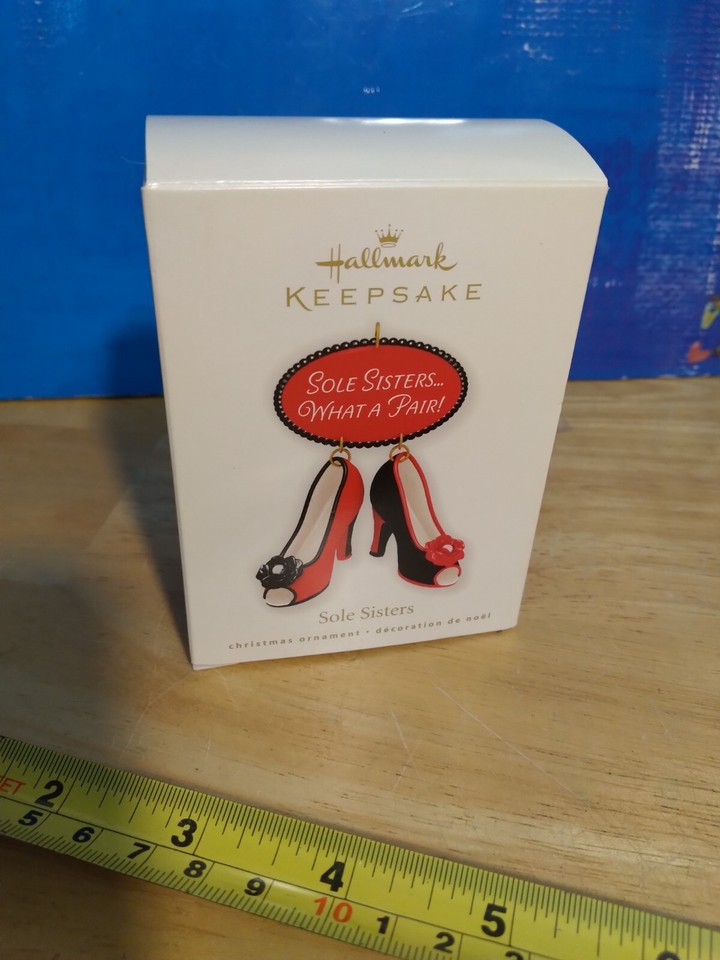 Hallmark
KEEPSAKE
SOLE SISTERS...
WHAT A PAIR!
Sole Sisters
christmas ornament • décoration de noël
2 3 4 5
5 6 7 8 9 10 1 2